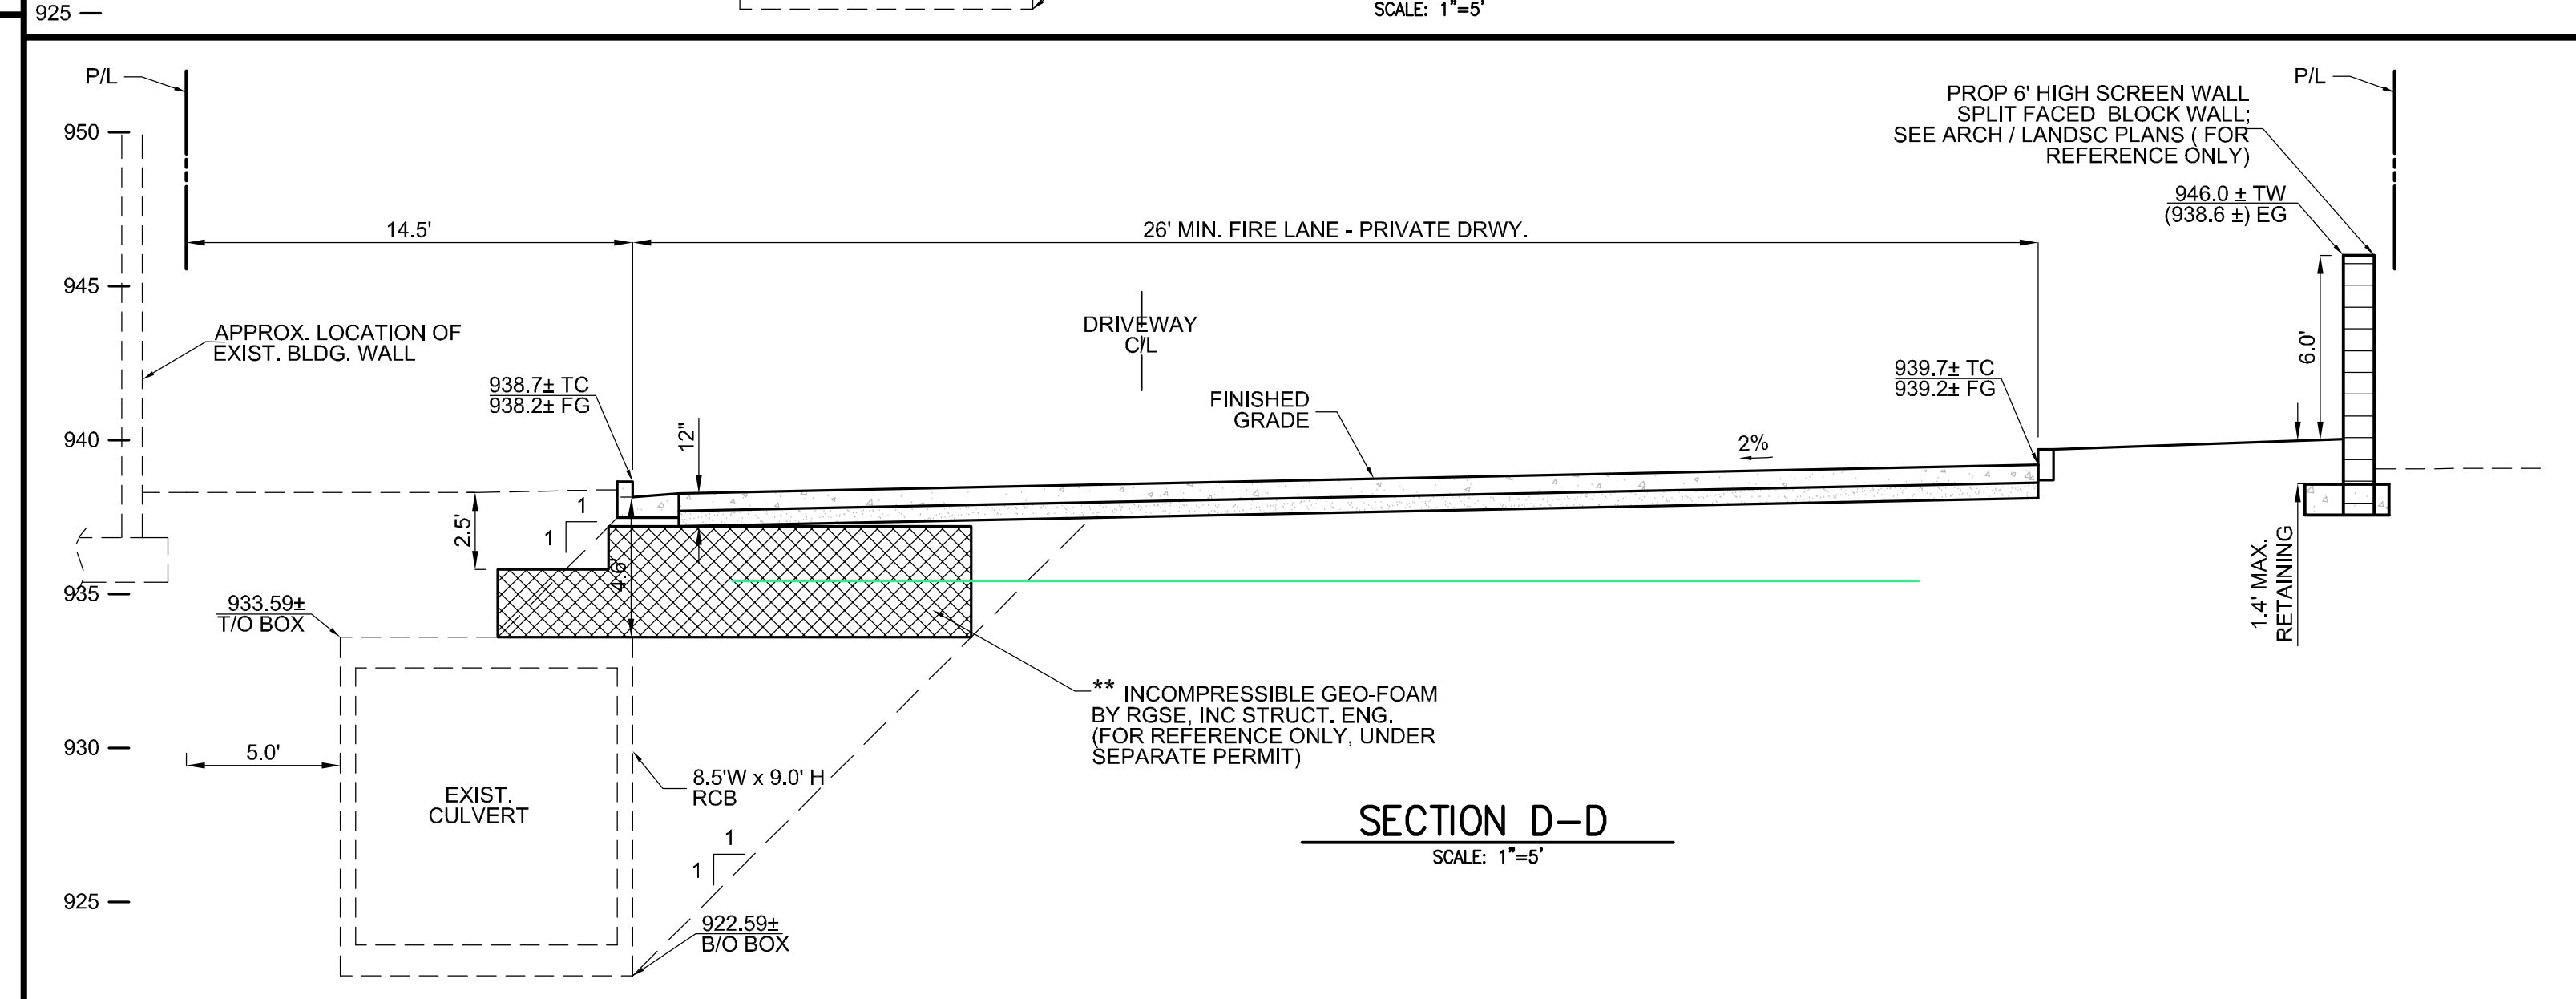 925
SCALE: 1"=5'
P/L
P/L
PROP 6' HIGH SCREEN WALL
SPLIT FACED BLOCK WALL;
SEE ARCH / LANDSC PLANS ( FOR
REFERENCE ONLY)
950
946.0 ± TW
(938.6 ±) EG
14.5'
26' MIN. FIRE LANE - PRIVATE DRWY.
945
APPROX. LOCATION OF
EXIST. BLDG. WALL
DRIVEWAY
C/L
6.0'
938.7± TC
938.2± FG
939.7± TC
939.2± FG
FINISHED
GRADE
12"
940
2%
1
1
2.5'
4.6'
935
933.59±
T/O BOX
1.4' MAX.
RETAINING
** INCOMPRESSIBLE GEO-FOAM
BY RGSE, INC STRUCT. ENG.
(FOR REFERENCE ONLY, UNDER
SEPARATE PERMIT)
930
5.0'
8.5'W x 9.0' H
RCB
EXIST.
CULVERT
SECTION D-D
SCALE: 1"=5'
1
1
925
922.59±
B/O BOX